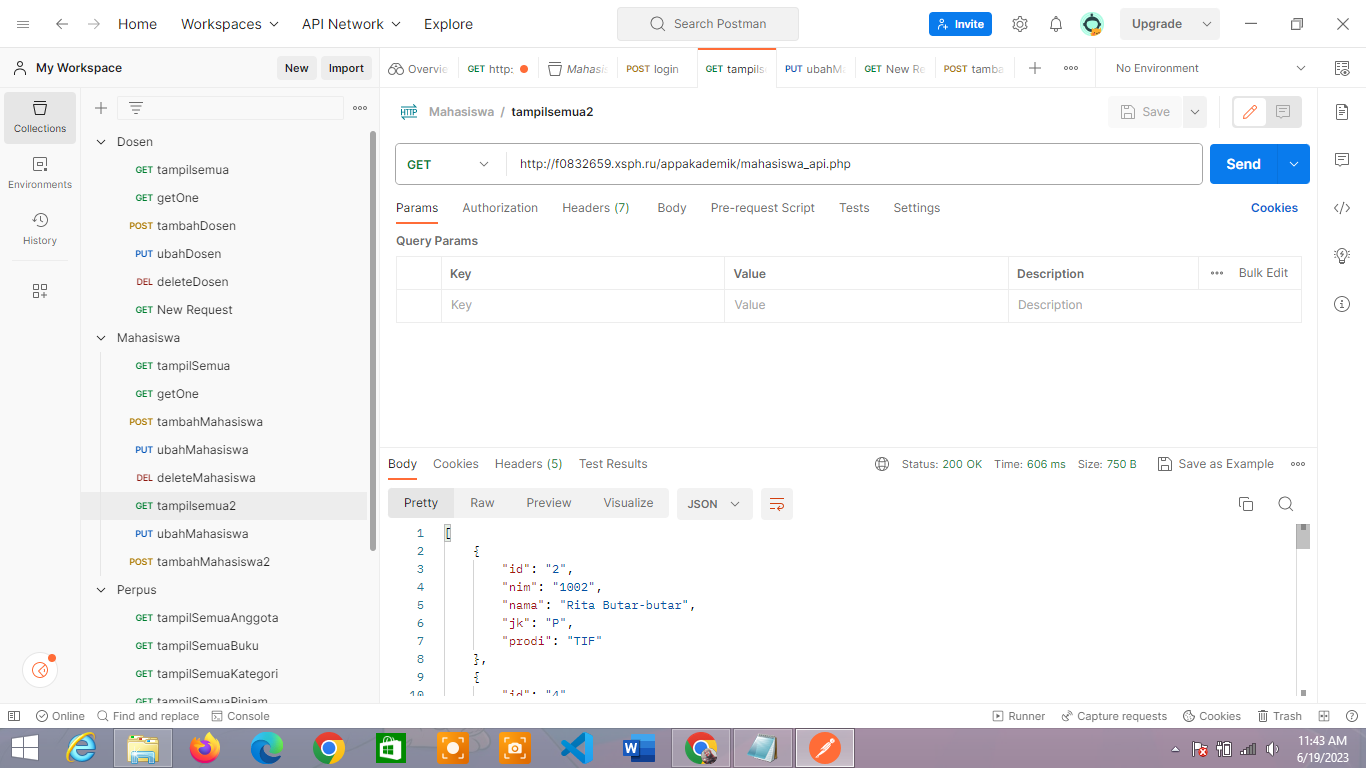 Home Workspaces API Network Explore Search Postman Invite Upgrade
My Workspace New Import Overvie GET http: Mahasis POST login GET tampilse PUT ubahMa GET New Re POST tamba No Environment
Collections
Environments
History
Dosen
GET tampilsemua
GET getOne
POST tambahDosen
PUT ubahDosen
DEL deleteDosen
GET New Request
Mahasiswa
GET tampilSemua
GET getOne
POST tambahMahasiswa
PUT ubahMahasiswa
DEL deleteMahasiswa
GET tampilsemua2
PUT ubahMahasiswa
POST tambahMahasiswa2
Perpus
GET tampilSemuaAnggota
GET tampilSemuaBuku
GET tampilSemuaKategori
GET tampilSemuaPinjam
HTTP Mahasiswa / tampilsemua2 Save
GET http://f0832659.xsph.ru/appakademik/mahasiswa_api.php Send
Params Authorization Headers (7) Body Pre-request Script Tests Settings Cookies
Query Params
Key Value Description Bulk Edit
Key Value Description
Body Cookies Headers (5) Test Results Status: 200 OK Time: 606 ms Size: 750 B Save as Example
Pretty Raw Preview Visualize JSON
1 [
2 {
3 "id": "2",
4 "nim": "1002",
5 "nama": "Rita Butar-butar",
6 "jk": "P",
7 "prodi": "TIF"
8 },
9 {
10 "id": "4"
Online Find and replace Console Runner Capture requests Cookies Trash
11:43 AM
6/19/2023